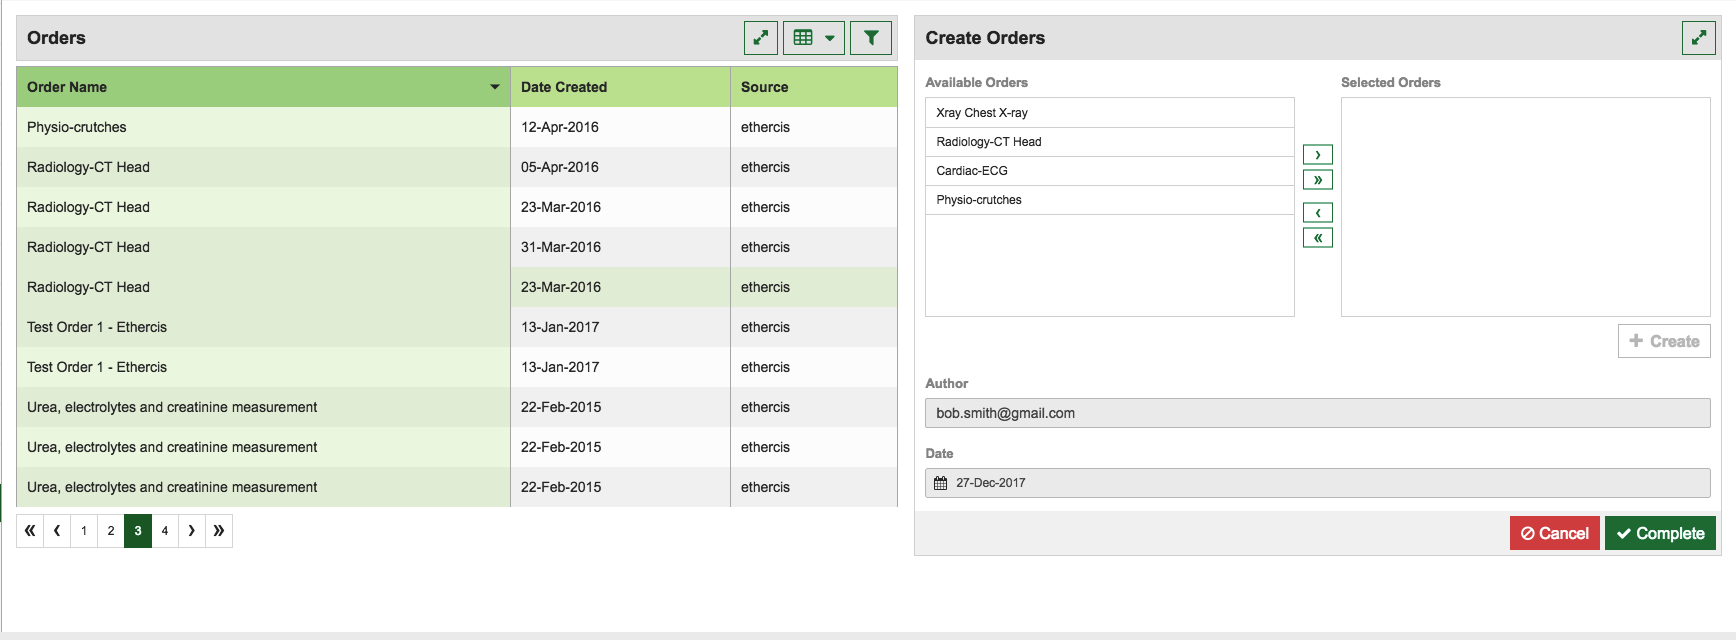 Orders
Order Name Date Created Source
Physio-crutches 12-Apr-2016 ethercis
Radiology-CT Head 05-Apr-2016 ethercis
Radiology-CT Head 23-Mar-2016 ethercis
Radiology-CT Head 31-Mar-2016 ethercis
Radiology-CT Head 23-Mar-2016 ethercis
Test Order 1 - Ethercis 13-Jan-2017 ethercis
Test Order 1 - Ethercis 13-Jan-2017 ethercis
Urea, electrolytes and creatinine measurement 22-Feb-2015 ethercis
Urea, electrolytes and creatinine measurement 22-Feb-2015 ethercis
Urea, electrolytes and creatinine measurement 22-Feb-2015 ethercis
« ‹ 1 2 3 4 › »
Create Orders
Available Orders
Xray Chest X-ray
Radiology-CT Head
Cardiac-ECG
Physio-crutches
›
»
‹
«
Selected Orders
+ Create
Author
bob.smith@gmail.com
Date
27-Dec-2017
Cancel Complete